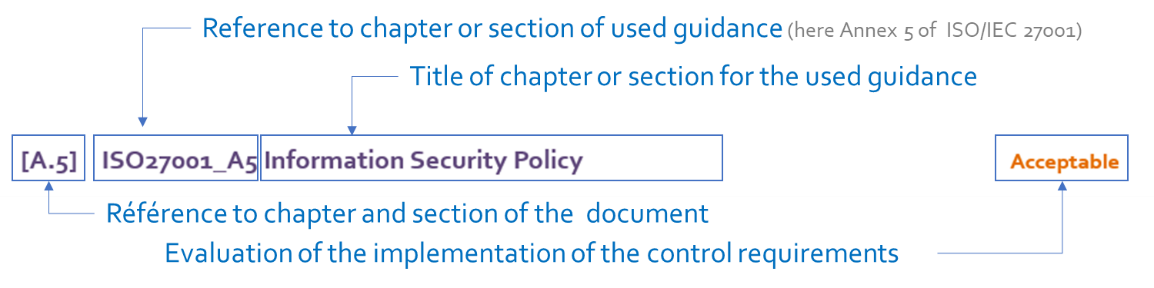 Reference to chapter or section of used guidance (here Annex 5 of ISO/IEC 27001)
Title of chapter or section for the used guidance
[A.5] ISO27001_A5 Information Security Policy Acceptable
Référence to chapter and section of the document
Evaluation of the implementation of the control requirements